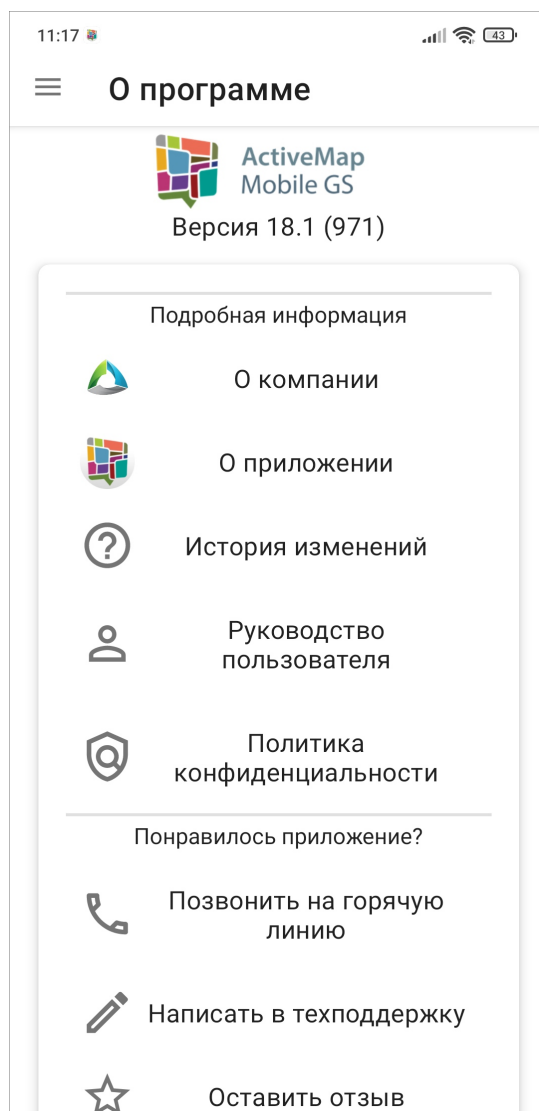 11:17
43
О программе
ActiveMap
Mobile GS
Версия 18.1 (971)
Подробная информация
О компании
О приложении
История изменений
Руководство
пользователя
Политика
конфиденциальности
Понравилось приложение?
Позвонить на горячую
линию
Написать в техподдержку
Оставить отзыв